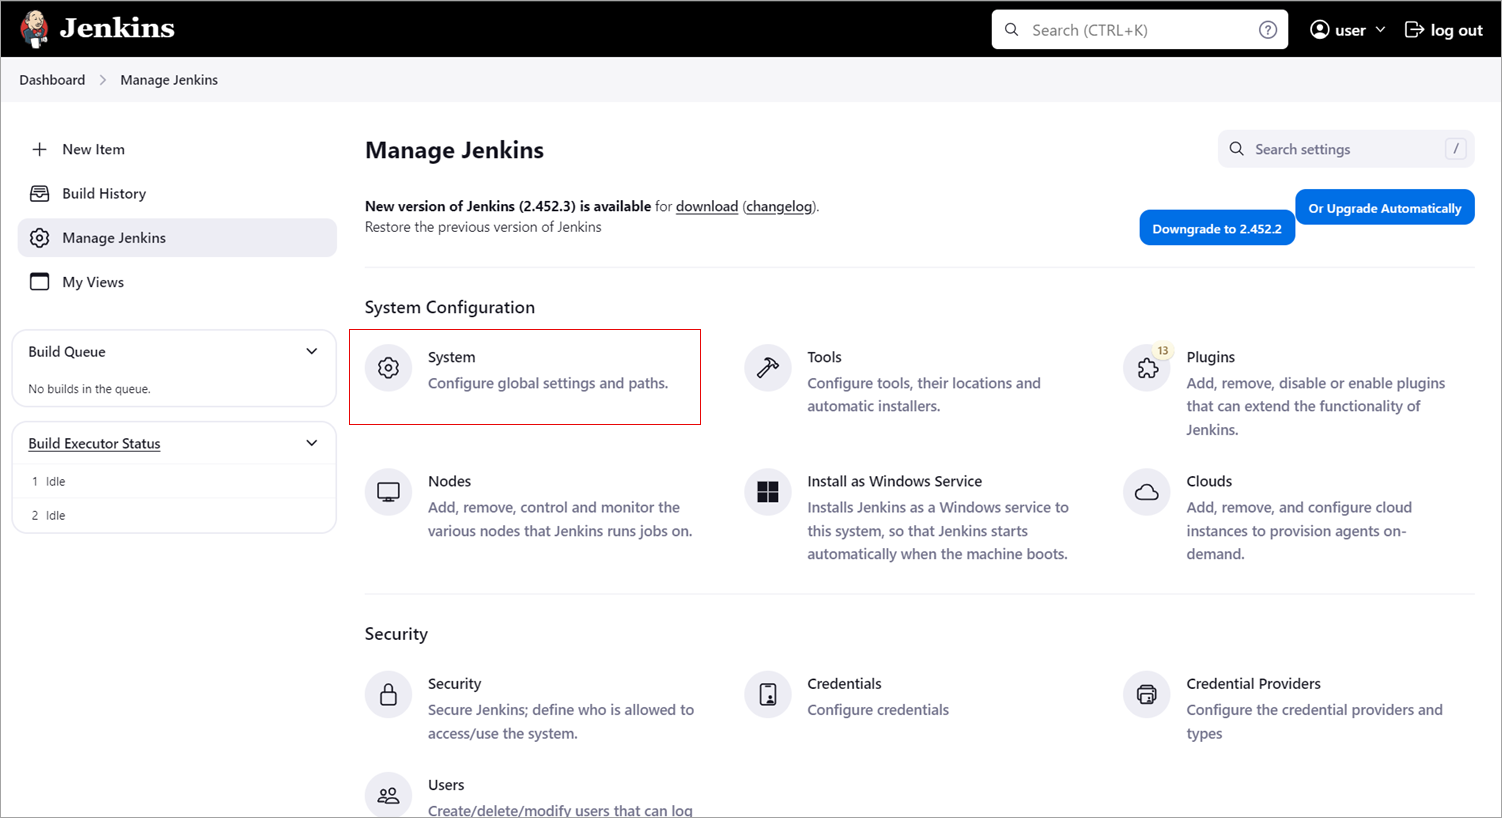 Jenkins
Search (CTRL+K)
?
user
log out
Dashboard
Manage Jenkins
New Item
Build History
Manage Jenkins
My Views
Build Queue
No builds in the queue.
Build Executor Status
1 Idle
2 Idle
Manage Jenkins
Search settings
/
New version of Jenkins (2.452.3) is available for download (changelog).
Or Upgrade Automatically
Restore the previous version of Jenkins
Downgrade to 2.452.2
System Configuration
System
Configure global settings and paths.
Tools
Configure tools, their locations and
automatic installers.
13
Plugins
Add, remove, disable or enable plugins
that can extend the functionality of
Jenkins.
Nodes
Add, remove, control and monitor the
various nodes that Jenkins runs jobs on.
Install as Windows Service
Installs Jenkins as a Windows service to
this system, so that Jenkins starts
automatically when the machine boots.
Clouds
Add, remove, and configure cloud
instances to provision agents on-
demand.
Security
Security
Secure Jenkins; define who is allowed to
access/use the system.
Credentials
Configure credentials
Credential Providers
Configure the credential providers and
types
Users
Create/delete/modify users that can log